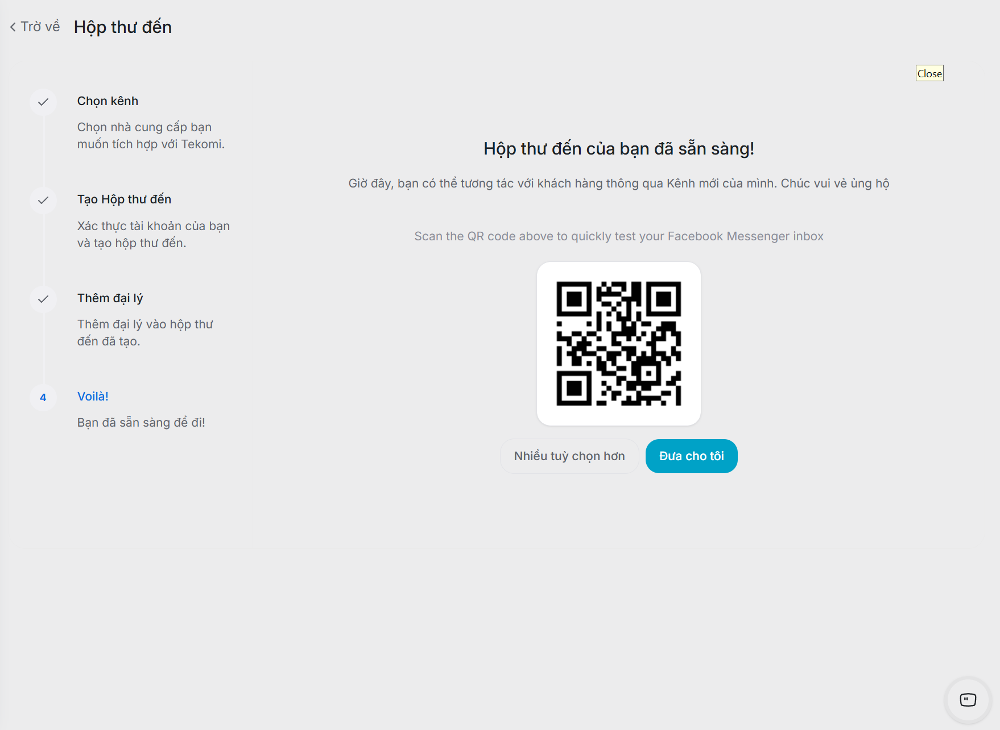 Trở về
Hộp thư đến
Close
Chọn kênh
Chọn nhà cung cấp bạn
muốn tích hợp với Tekomi.
Tạo Hộp thư đến
Xác thực tài khoản của bạn
và tạo hộp thư đến.
Thêm đại lý
Thêm đại lý vào hộp thư
đến đã tạo.
4
Voilà!
Bạn đã sẵn sàng để đi!
Hộp thư đến của bạn đã sẵn sàng!
Giờ đây, bạn có thể tương tác với khách hàng thông qua Kênh mới của mình. Chúc vui vẻ ủng hộ
Scan the QR code above to quickly test your Facebook Messenger inbox
Nhiều tuỳ chọn hơn
Đưa cho tôi